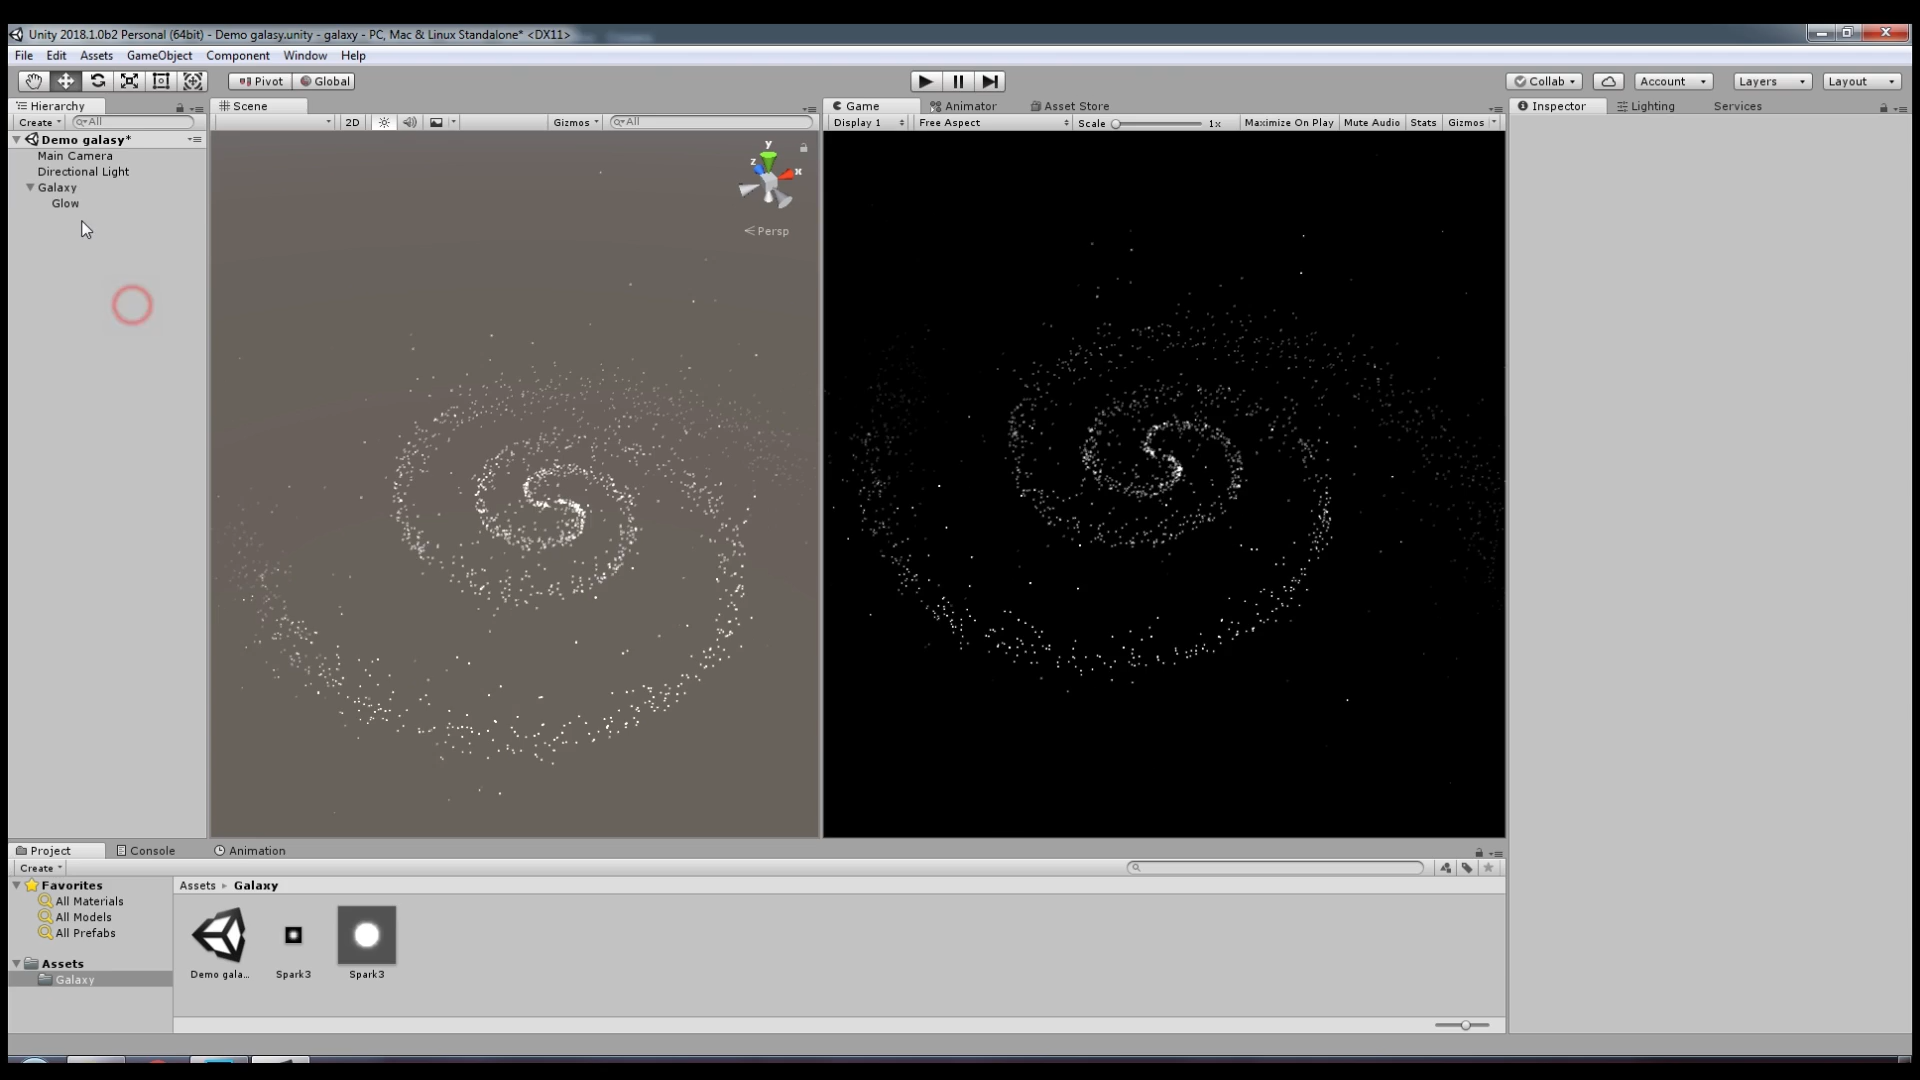 Unity 2018.1.0b2 Personal (64bit) - Demo galasy.unity - galaxy - PC, Mac & Linux Standalone* <DX11>
File Edit Assets GameObject Component Window Help
Pivot Global Collab Account Layers Layout
Hierarchy Scene Game Animator Asset Store Inspector Lighting Services
Create All 2D Gizmos All Display 1 Free Aspect Scale 1x Maximize On Play Mute Audio Stats Gizmos
Demo galasy*
Main Camera
Directional Light
Galaxy
Glow
y
z
x
Persp
Project Console Animation
Create
Favorites
All Materials
All Models
All Prefabs
Assets
Galaxy
Assets Galaxy
Demo gala... Spark3 Spark3